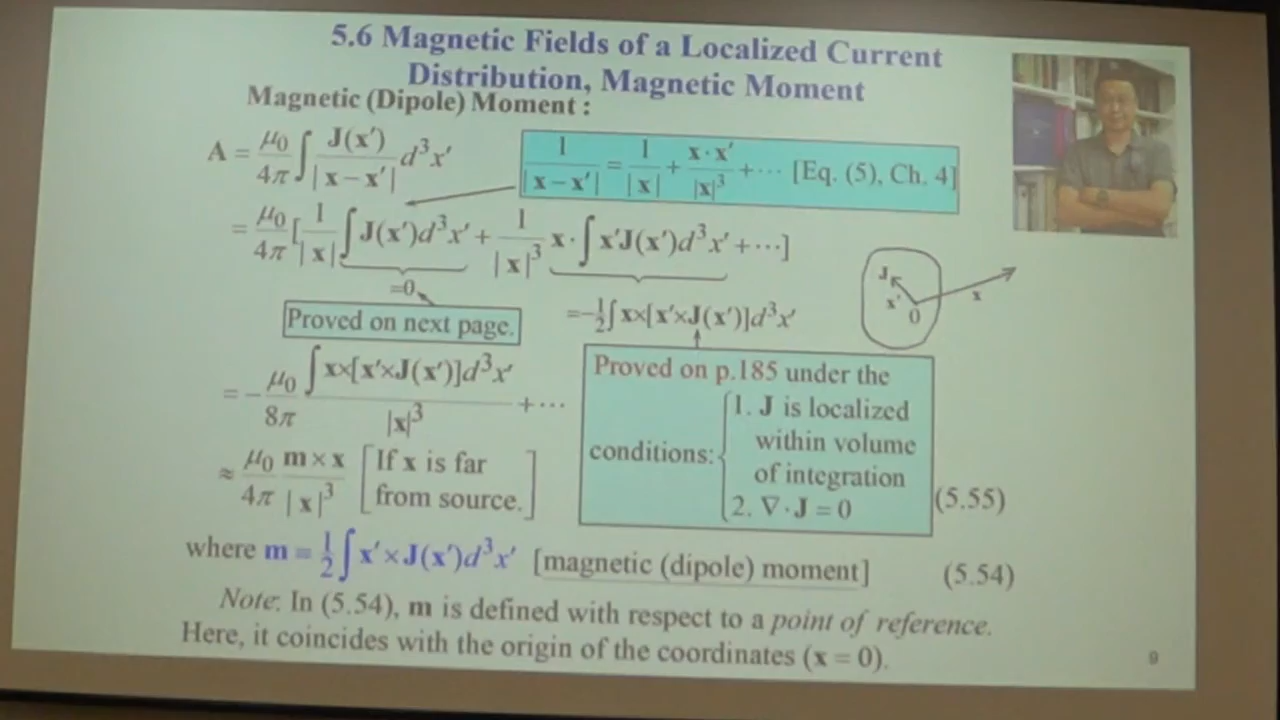 5.6 Magnetic Fields of a Localized Current
Distribution, Magnetic Moment
Magnetic (Dipole) Moment :
A = μ₀/4π ∫ J(x′)/|x − x′| d³x′
1/|x − x′| = 1/|x| + x · x′/|x|³ + ⋯ [Eq. (5), Ch. 4]
= μ₀/4π [1/|x| ∫ J(x′)d³x′ + 1/|x|³ x · ∫ x′J(x′)d³x′ + ⋯]
=0
= −½∫ x×[x′×J(x′)]d³x′
J
x′
0
x
Proved on next page.
= − μ₀/8π ∫ x×[x′×J(x′)]d³x′/|x|³ + ⋯
Proved on p.185 under the
conditions:
1. J is localized
within volume
of integration
2. ∇ · J = 0
≈ μ₀/4π m × x/|x|³ [If x is far
from source.]
(5.55)
where m = ½ ∫ x′ × J(x′)d³x′ [magnetic (dipole) moment] (5.54)
Note: In (5.54), m is defined with respect to a point of reference.
Here, it coincides with the origin of the coordinates (x = 0).
9